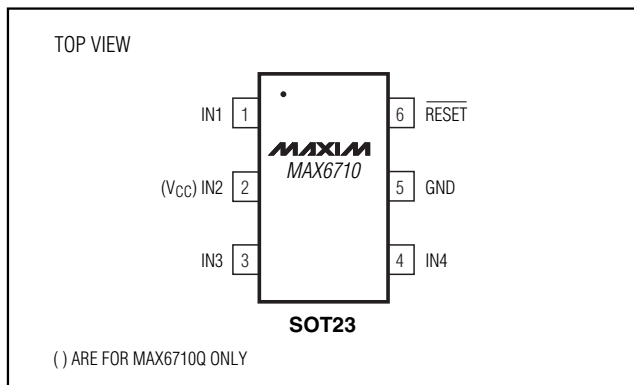 TOP VIEW
IN1 1
6 RESET
MAXIM
MAX6710
(VCC) IN2 2
5 GND
IN3 3
4 IN4
SOT23
( ) ARE FOR MAX6710Q ONLY